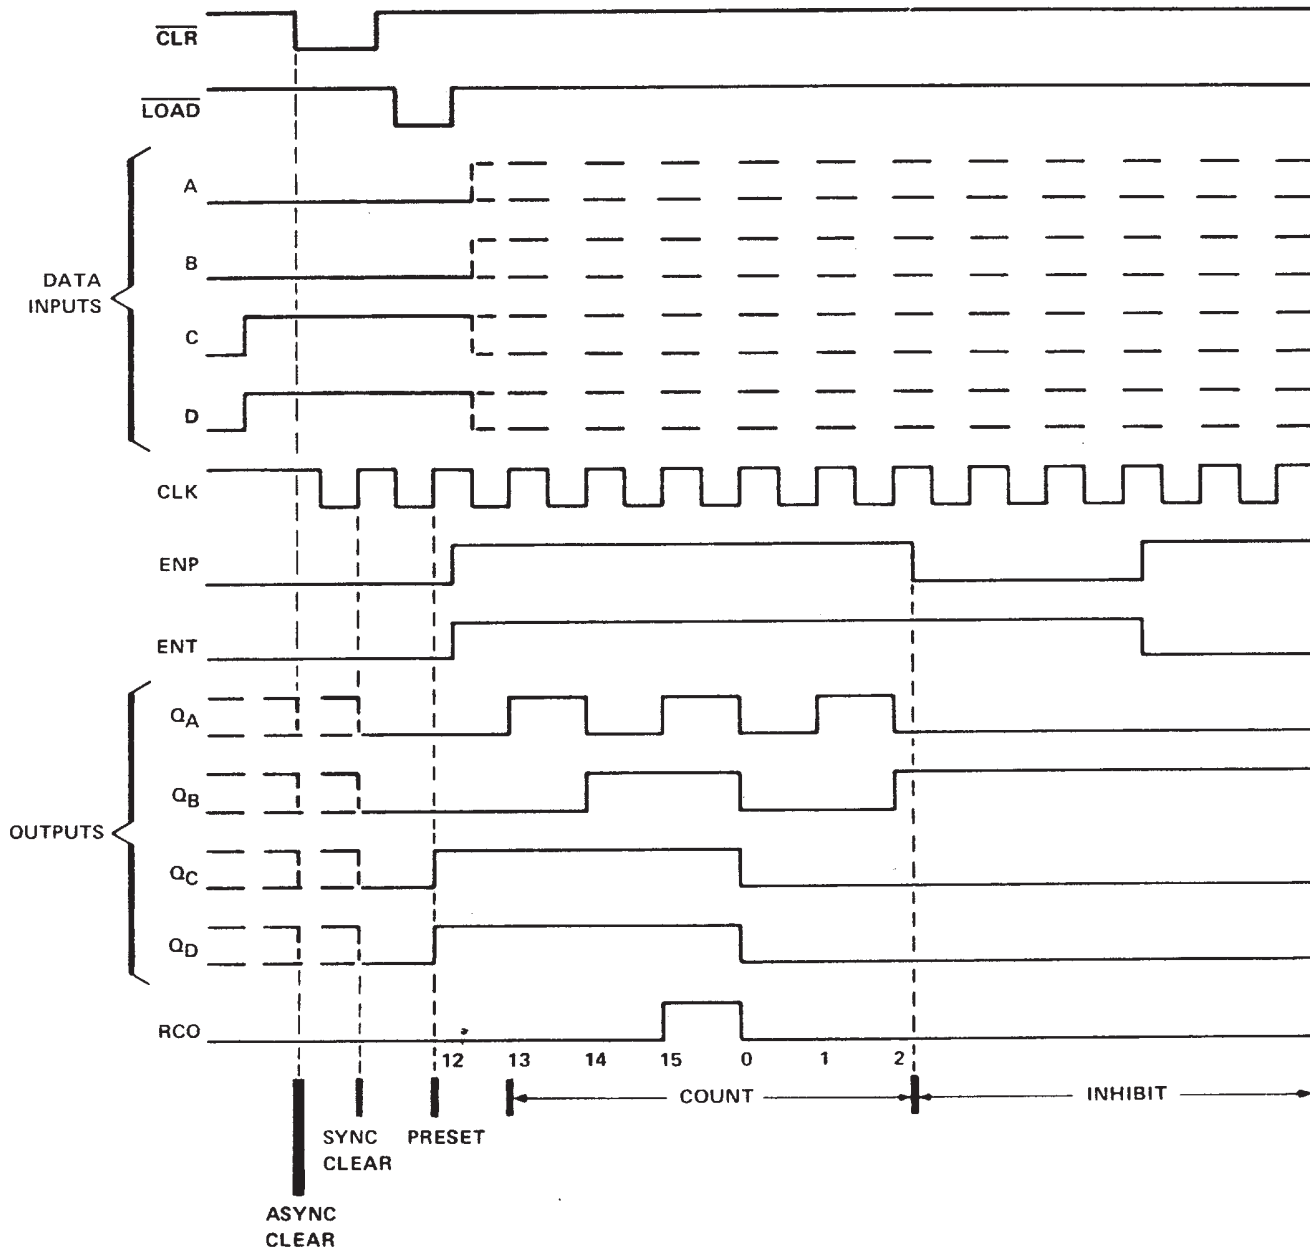 CLR
LOAD
A
B
DATA
INPUTS
C
D
CLK
ENP
ENT
QA
QB
OUTPUTS
QC
QD
RCO
12 13 14 15 0 1 2
COUNT
INHIBIT
SYNC
CLEAR
PRESET
ASYNC
CLEAR